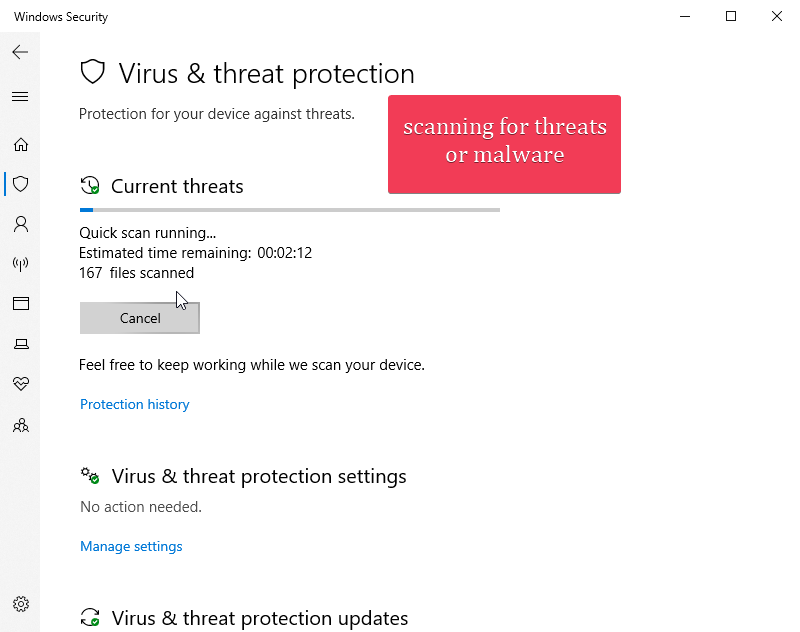 Windows Security
Virus & threat protection
Protection for your device against threats.
scanning for threats
or malware
Current threats
Quick scan running...
Estimated time remaining: 00:02:12
167 files scanned
Cancel
Feel free to keep working while we scan your device.
Protection history
Virus & threat protection settings
No action needed.
Manage settings
Virus & threat protection updates